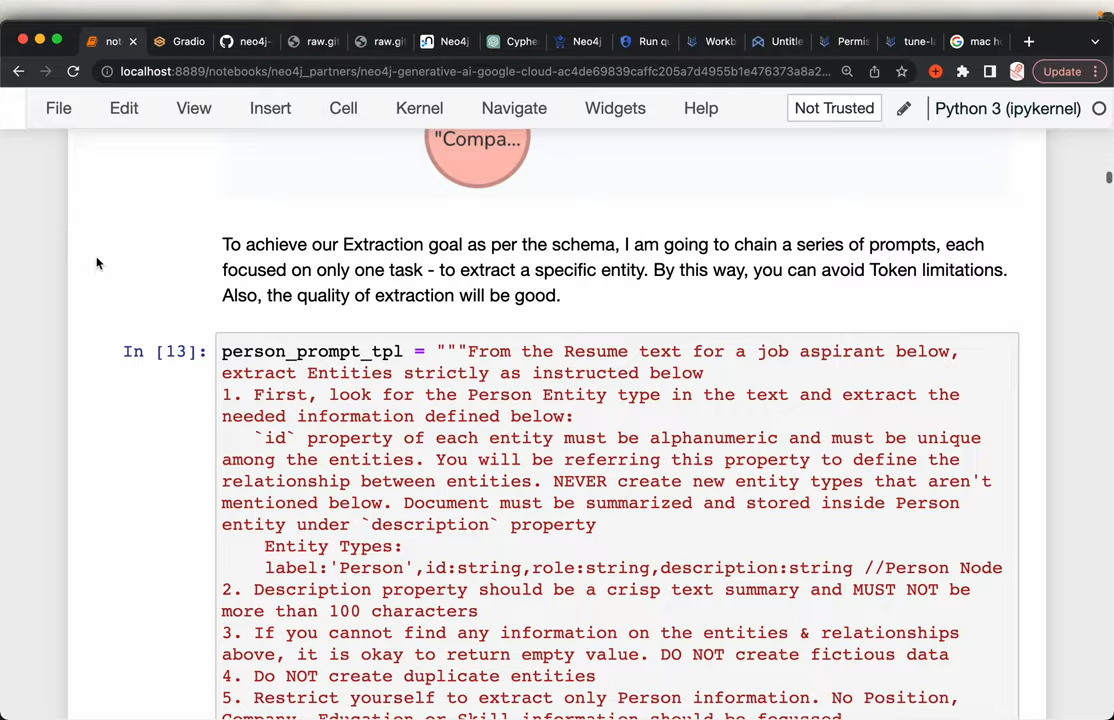 not
Gradio
neo4j-
raw.git
raw.git
Neo4j
Cyphe
Neo4j
Run qu
Workb
Untitle
Permis
tune-l
mac h
localhost:8889/notebooks/neo4j_partners/neo4j-generative-ai-google-cloud-ac4de69839caffc205a7d4955b1e476373a8a2...
Update
File Edit View Insert Cell Kernel Navigate Widgets Help
Not Trusted
Python 3 (ipykernel)
"Compa...
To achieve our Extraction goal as per the schema, I am going to chain a series of prompts, each
focused on only one task - to extract a specific entity. By this way, you can avoid Token limitations.
Also, the quality of extraction will be good.
In [13]:
person_prompt_tpl = """From the Resume text for a job aspirant below,
extract Entities strictly as instructed below
1. First, look for the Person Entity type in the text and extract the
needed information defined below:
`id` property of each entity must be alphanumeric and must be unique
among the entities. You will be referring this property to define the
relationship between entities. NEVER create new entity types that aren't
mentioned below. Document must be summarized and stored inside Person
entity under `description` property
Entity Types:
label:'Person',id:string,role:string,description:string //Person Node
2. Description property should be a crisp text summary and MUST NOT be
more than 100 characters
3. If you cannot find any information on the entities & relationships
above, it is okay to return empty value. DO NOT create fictious data
4. Do NOT create duplicate entities
5. Restrict yourself to extract only Person information. No Position,
Company, Education or Skill information should be focussed